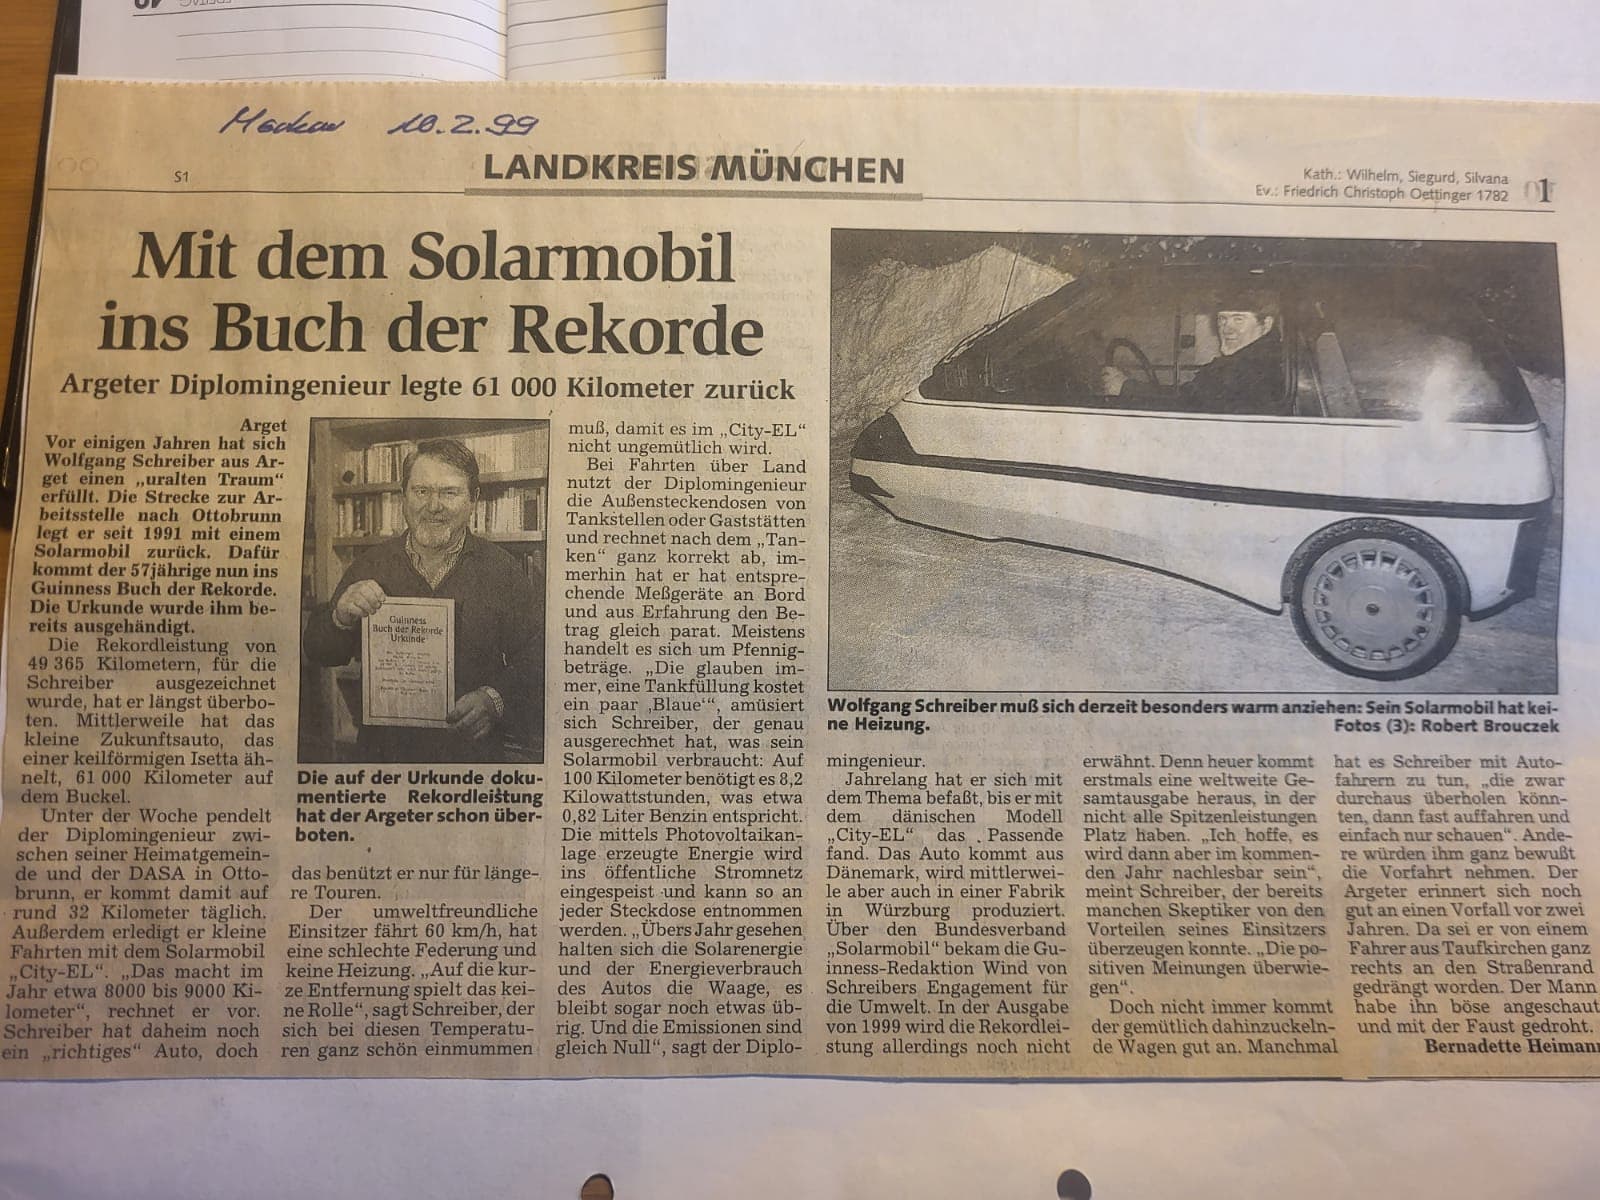 10.2.99
S1
LANDKREIS MÜNCHEN
Kath.: Wilhelm, Siegurd, Silvana
Ev.: Friedrich Christoph Oettinger 1782
1
Mit dem Solarmobil
ins Buch der Rekorde
Argeter Diplomingenieur legte 61 000 Kilometer zurück
Arget
Vor einigen Jahren hat sich
Wolfgang Schreiber aus Ar-
get einen „uralten Traum“
erfüllt. Die Strecke zur Ar-
beitsstelle nach Ottobrunn
legt er seit 1991 mit einem
Solarmobil zurück. Dafür
kommt der 57jährige nun ins
Guinness Buch der Rekorde.
Die Urkunde wurde ihm be-
reits ausgehändigt.
Die Rekordleistung von
49 365 Kilometern, für die
Schreiber ausgezeichnet
wurde, hat er längst überbo-
ten. Mittlerweile hat das
kleine Zukunftsauto, das
einer keilförmigen Isetta äh-
nelt, 61 000 Kilometer auf
dem Buckel.
Unter der Woche pendelt
der Diplomingenieur zwi-
schen seiner Heimatgemein-
de und der DASA in Otto-
brunn, er kommt damit auf
rund 32 Kilometer täglich.
Außerdem erledigt er kleine
Fahrten mit dem Solarmobil
„City-EL“. „Das macht im
Jahr etwa 8000 bis 9000 Ki-
lometer“, rechnet er vor.
Schreiber hat daheim noch
ein „richtiges“ Auto, doch
Guinness
Buch der Rekorde
Urkunde
Die auf der Urkunde doku-
mentierte Rekordleistung
hat der Argeter schon über-
boten.
das benützt er nur für länge-
re Touren.
Der umweltfreundliche
Einsitzer fährt 60 km/h, hat
eine schlechte Federung und
keine Heizung. „Auf die kur-
ze Entfernung spielt das kei-
ne Rolle“, sagt Schreiber, der
sich bei diesen Temperatu-
ren ganz schön einmummen
muß, damit es im „City-EL“
nicht ungemütlich wird.
Bei Fahrten über Land
nutzt der Diplomingenieur
die Außensteckendosen von
Tankstellen oder Gaststätten
und rechnet nach dem „Tan-
ken“ ganz korrekt ab, im-
merhin hat er hat entspre-
chende Meßgeräte an Bord
und aus Erfahrung den Be-
trag gleich parat. Meistens
handelt es sich um Pfennig-
beträge. „Die glauben im-
mer, eine Tankfüllung kostet
ein paar ‚Blaue‘“, amüsiert
sich Schreiber, der genau
ausgerechnet hat, was sein
Solarmobil verbraucht: Auf
100 Kilometer benötigt es 8,2
Kilowattstunden, was etwa
0,82 Liter Benzin entspricht.
Die mittels Photovoltaikan-
lage erzeugte Energie wird
ins öffentliche Stromnetz
eingespeist und kann so an
jeder Steckdose entnommen
werden. „Übers Jahr gesehen
halten sich die Solarenergie
und der Energieverbrauch
des Autos die Waage, es
bleibt sogar noch etwas üb-
rig. Und die Emissionen sind
gleich Null“, sagt der Diplo-
Wolfgang Schreiber muß sich derzeit besonders warm anziehen: Sein Solarmobil hat kei-
ne Heizung.
Fotos (3): Robert Brouczek
mingenieur.
Jahrelang hat er sich mit
dem Thema befaßt, bis er mit
dem dänischen Modell
„City-EL“ das Passende
fand. Das Auto kommt aus
Dänemark, wird mittlerwei-
le aber auch in einer Fabrik
in Würzburg produziert.
Über den Bundesverband
„Solarmobil“ bekam die Gu-
inness-Redaktion Wind von
Schreibers Engagement für
die Umwelt. In der Ausgabe
von 1999 wird die Rekordlei-
stung allerdings noch nicht
erwähnt. Denn heuer kommt
erstmals eine weltweite Ge-
samtausgabe heraus, in der
nicht alle Spitzenleistungen
Platz haben. „Ich hoffe, es
wird dann aber im kommen-
den Jahr nachlesbar sein“,
meint Schreiber, der bereits
manchen Skeptiker von den
Vorteilen seines Einsitzers
überzeugen konnte. „Die po-
sitiven Meinungen überwie-
gen“.
Doch nicht immer kommt
der gemütlich dahinzuckeln-
de Wagen gut an. Manchmal
hat es Schreiber mit Auto-
fahrern zu tun, „die zwar
durchaus überholen könn-
ten, dann fast auffahren und
einfach nur schauen“. Ande-
re würden ihm ganz bewußt
die Vorfahrt nehmen. Der
Argeter erinnert sich noch
gut an einen Vorfall vor zwei
Jahren. Da sei er von einem
Fahrer aus Taufkirchen ganz
rechts an den Straßenrand
gedrängt worden. Der Mann
habe ihn böse angeschaut
und mit der Faust gedroht.
Bernadette Heimann